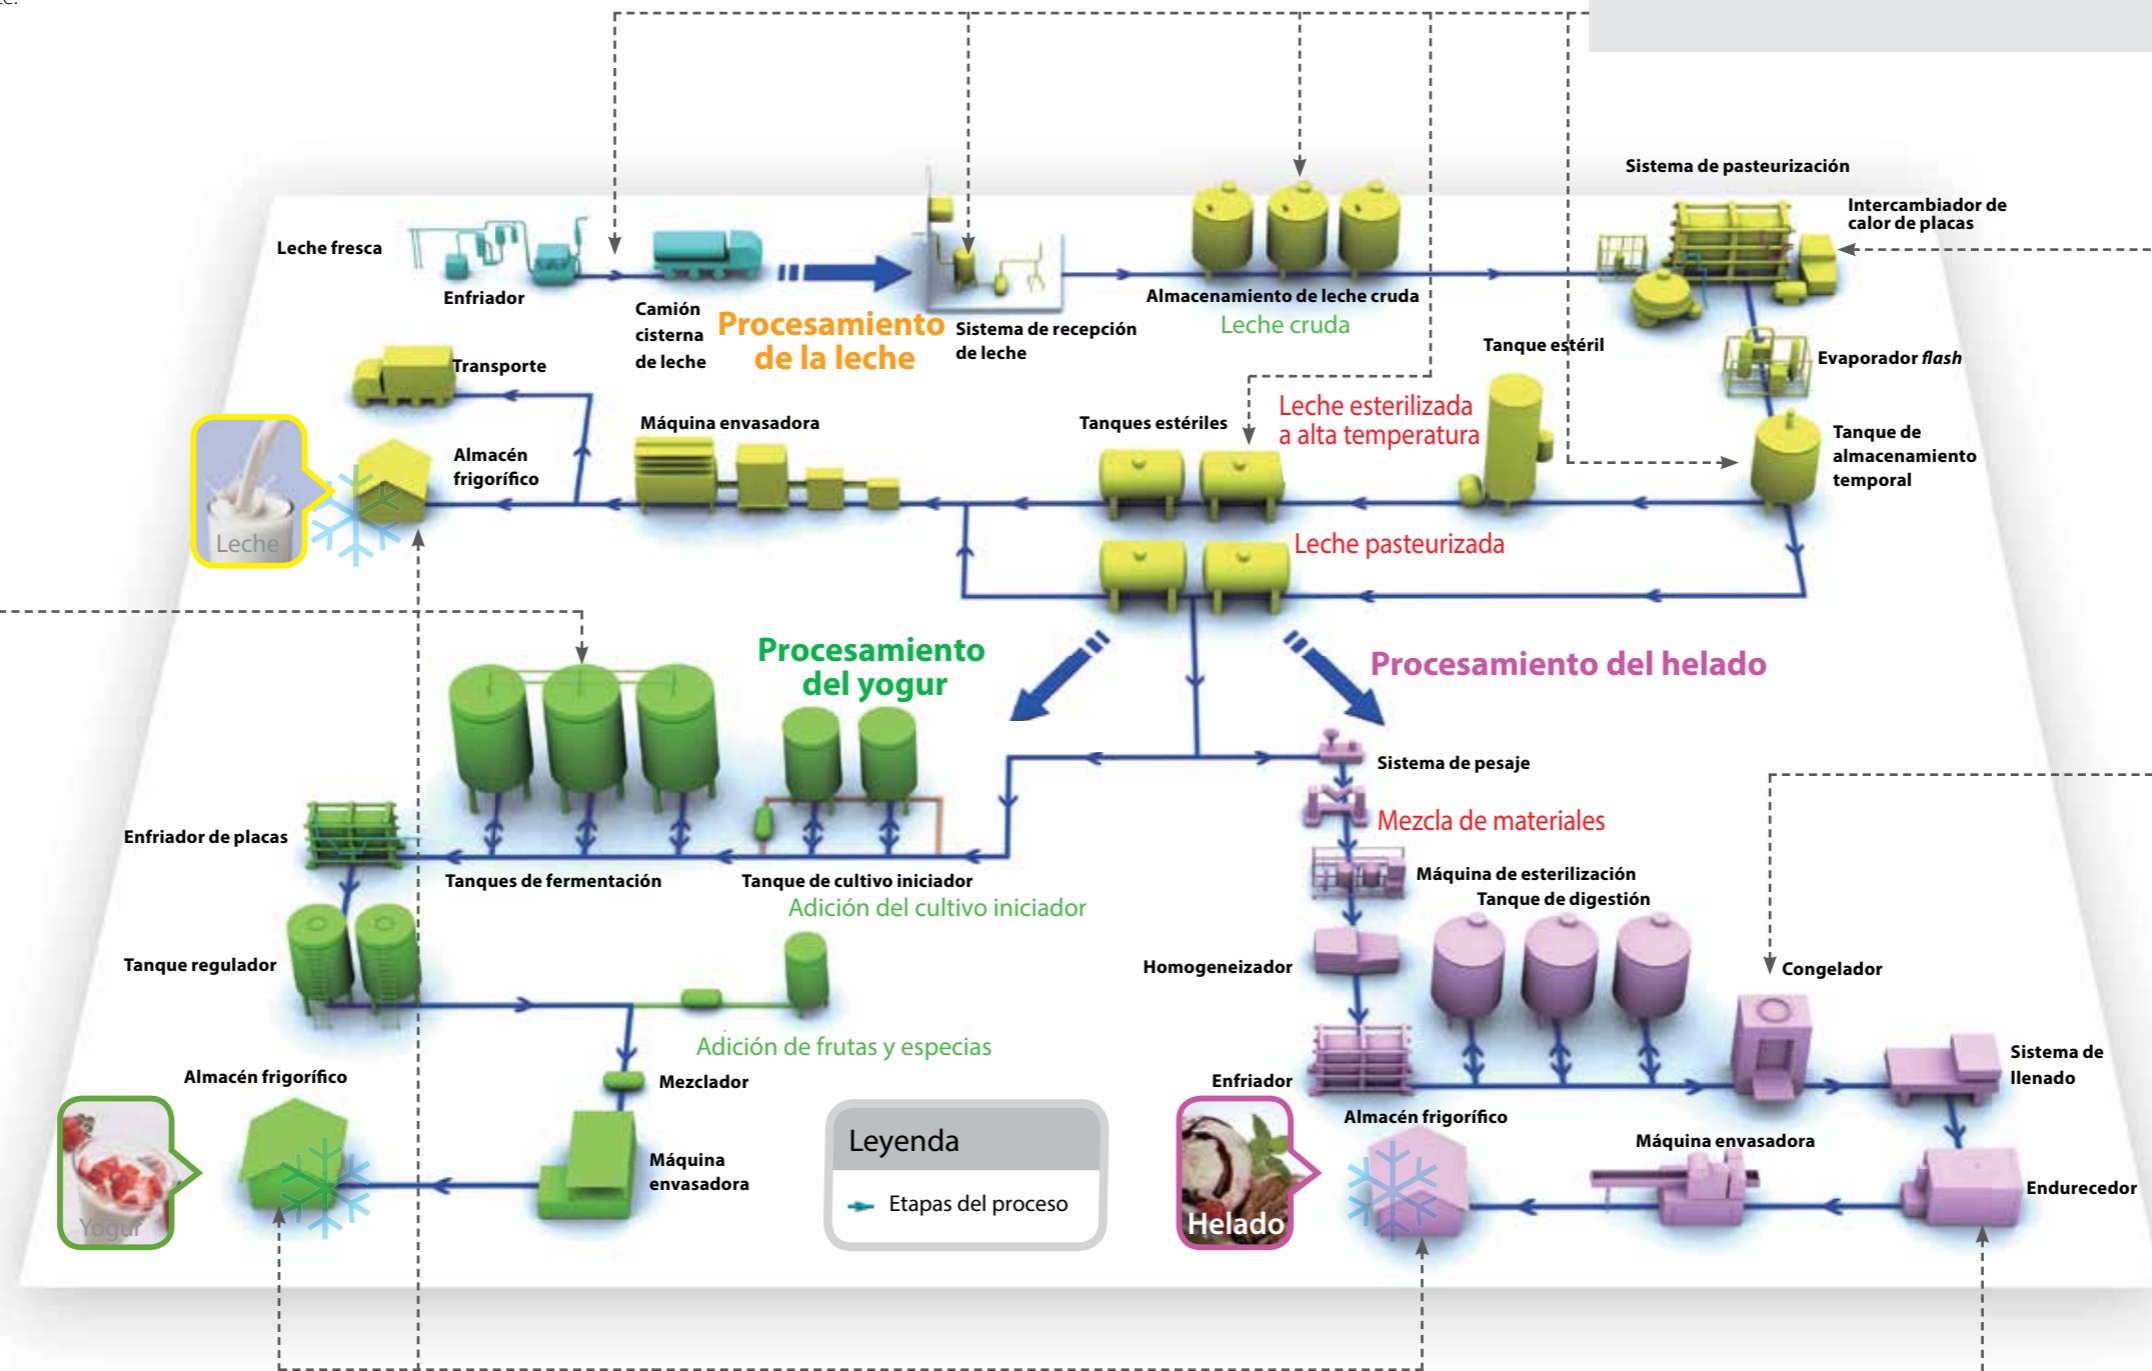 te.
Sistema de pasteurización
Intercambiador de
calor de placas
Leche fresca
Enfriador
Camión
cisterna
de leche
Procesamiento
de la leche
Sistema de recepción
de leche
Almacenamiento de leche cruda
Leche cruda
Tanque estéril
Evaporador flash
Transporte
Máquina envasadora
Tanques estériles
Leche esterilizada
a alta temperatura
Tanque de
almacenamiento
temporal
Almacén
frigorífico
Leche
Leche pasteurizada
Procesamiento
del yogur
Procesamiento del helado
Sistema de pesaje
Mezcla de materiales
Enfriador de placas
Tanques de fermentación
Tanque de cultivo iniciador
Adición del cultivo iniciador
Máquina de esterilización
Tanque de digestión
Tanque regulador
Homogeneizador
Congelador
Adición de frutas y especias
Almacén frigorífico
Mezclador
Enfriador
Sistema de
llenado
Almacén frigorífico
Leyenda
Etapas del proceso
Máquina envasadora
Máquina
envasadora
Endurecedor
Yogur
Helado